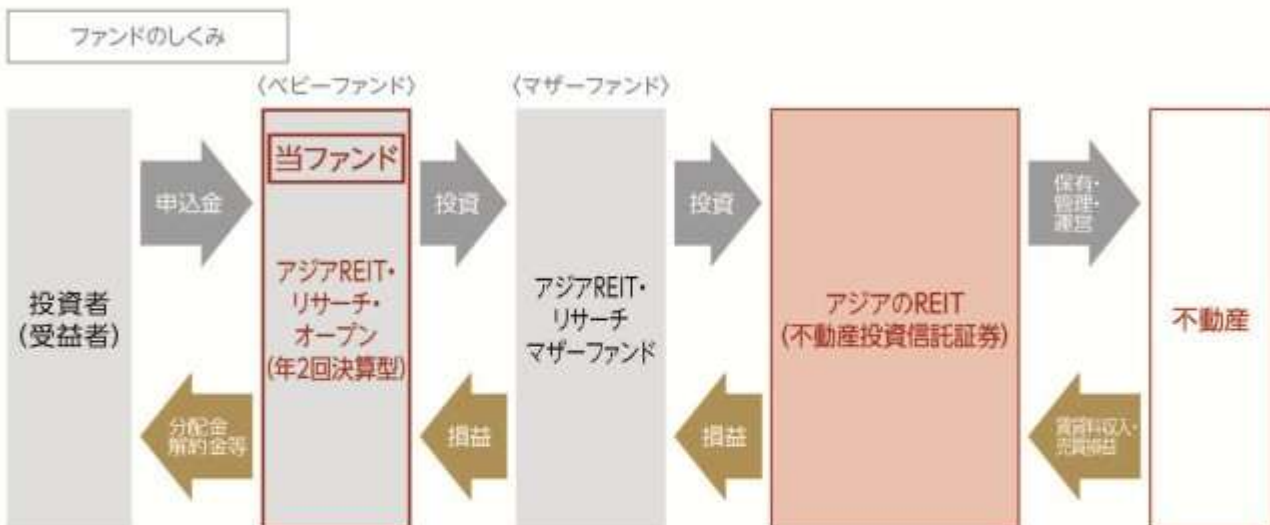 ファンドのしくみ
〈ベビーファンド〉
〈マザーファンド〉
投資者
(受益者)
申込金
分配金
解約金等
当ファンド
アジアREIT・
リサーチ・
オープン
(年2回決算型)
投資
損益
アジアREIT・
リサーチ
マザーファンド
投資
損益
アジアのREIT
(不動産投資信託証券)
保有・
管理・
運営
賃貸料収入・
売買損益
不動産